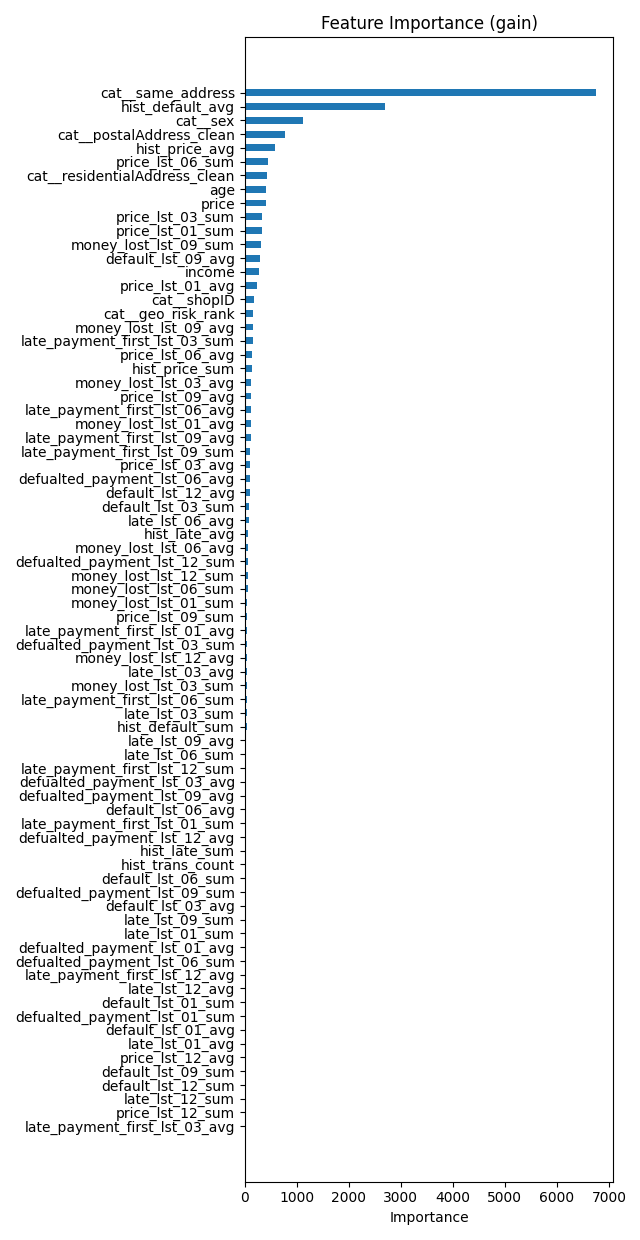 Feature Importance (gain)
cat__same_address
hist_default_avg
cat__sex
cat__postalAddress_clean
hist_price_avg
price_lst_06_sum
cat__residentialAddress_clean
age
price
price_lst_03_sum
price_lst_01_sum
money_lost_lst_09_sum
default_lst_09_avg
income
price_lst_01_avg
cat__shopID
cat__geo_risk_rank
money_lost_lst_09_avg
late_payment_first_lst_03_sum
price_lst_06_avg
hist_price_sum
money_lost_lst_03_avg
price_lst_09_avg
late_payment_first_lst_06_avg
money_lost_lst_01_avg
late_payment_first_lst_09_avg
late_payment_first_lst_09_sum
price_lst_03_avg
defualted_payment_lst_06_avg
default_lst_12_avg
default_lst_03_sum
late_lst_06_avg
hist_late_avg
money_lost_lst_06_avg
defualted_payment_lst_12_sum
money_lost_lst_12_sum
money_lost_lst_06_sum
money_lost_lst_01_sum
price_lst_09_sum
late_payment_first_lst_01_avg
defualted_payment_lst_03_sum
money_lost_lst_12_avg
late_lst_03_avg
money_lost_lst_03_sum
late_payment_first_lst_06_sum
late_lst_03_sum
hist_default_sum
late_lst_09_avg
late_lst_06_sum
late_payment_first_lst_12_sum
defualted_payment_lst_03_avg
defualted_payment_lst_09_avg
default_lst_06_avg
late_payment_first_lst_01_sum
defualted_payment_lst_12_avg
hist_late_sum
hist_trans_count
default_lst_06_sum
defualted_payment_lst_09_sum
default_lst_03_avg
late_lst_09_sum
late_lst_01_sum
defualted_payment_lst_01_avg
defualted_payment_lst_06_sum
late_payment_first_lst_12_avg
late_lst_12_avg
default_lst_01_sum
defualted_payment_lst_01_sum
default_lst_01_avg
late_lst_01_avg
price_lst_12_avg
default_lst_09_sum
default_lst_12_sum
late_lst_12_sum
price_lst_12_sum
late_payment_first_lst_03_avg
0 1000 2000 3000 4000 5000 6000 7000
Importance